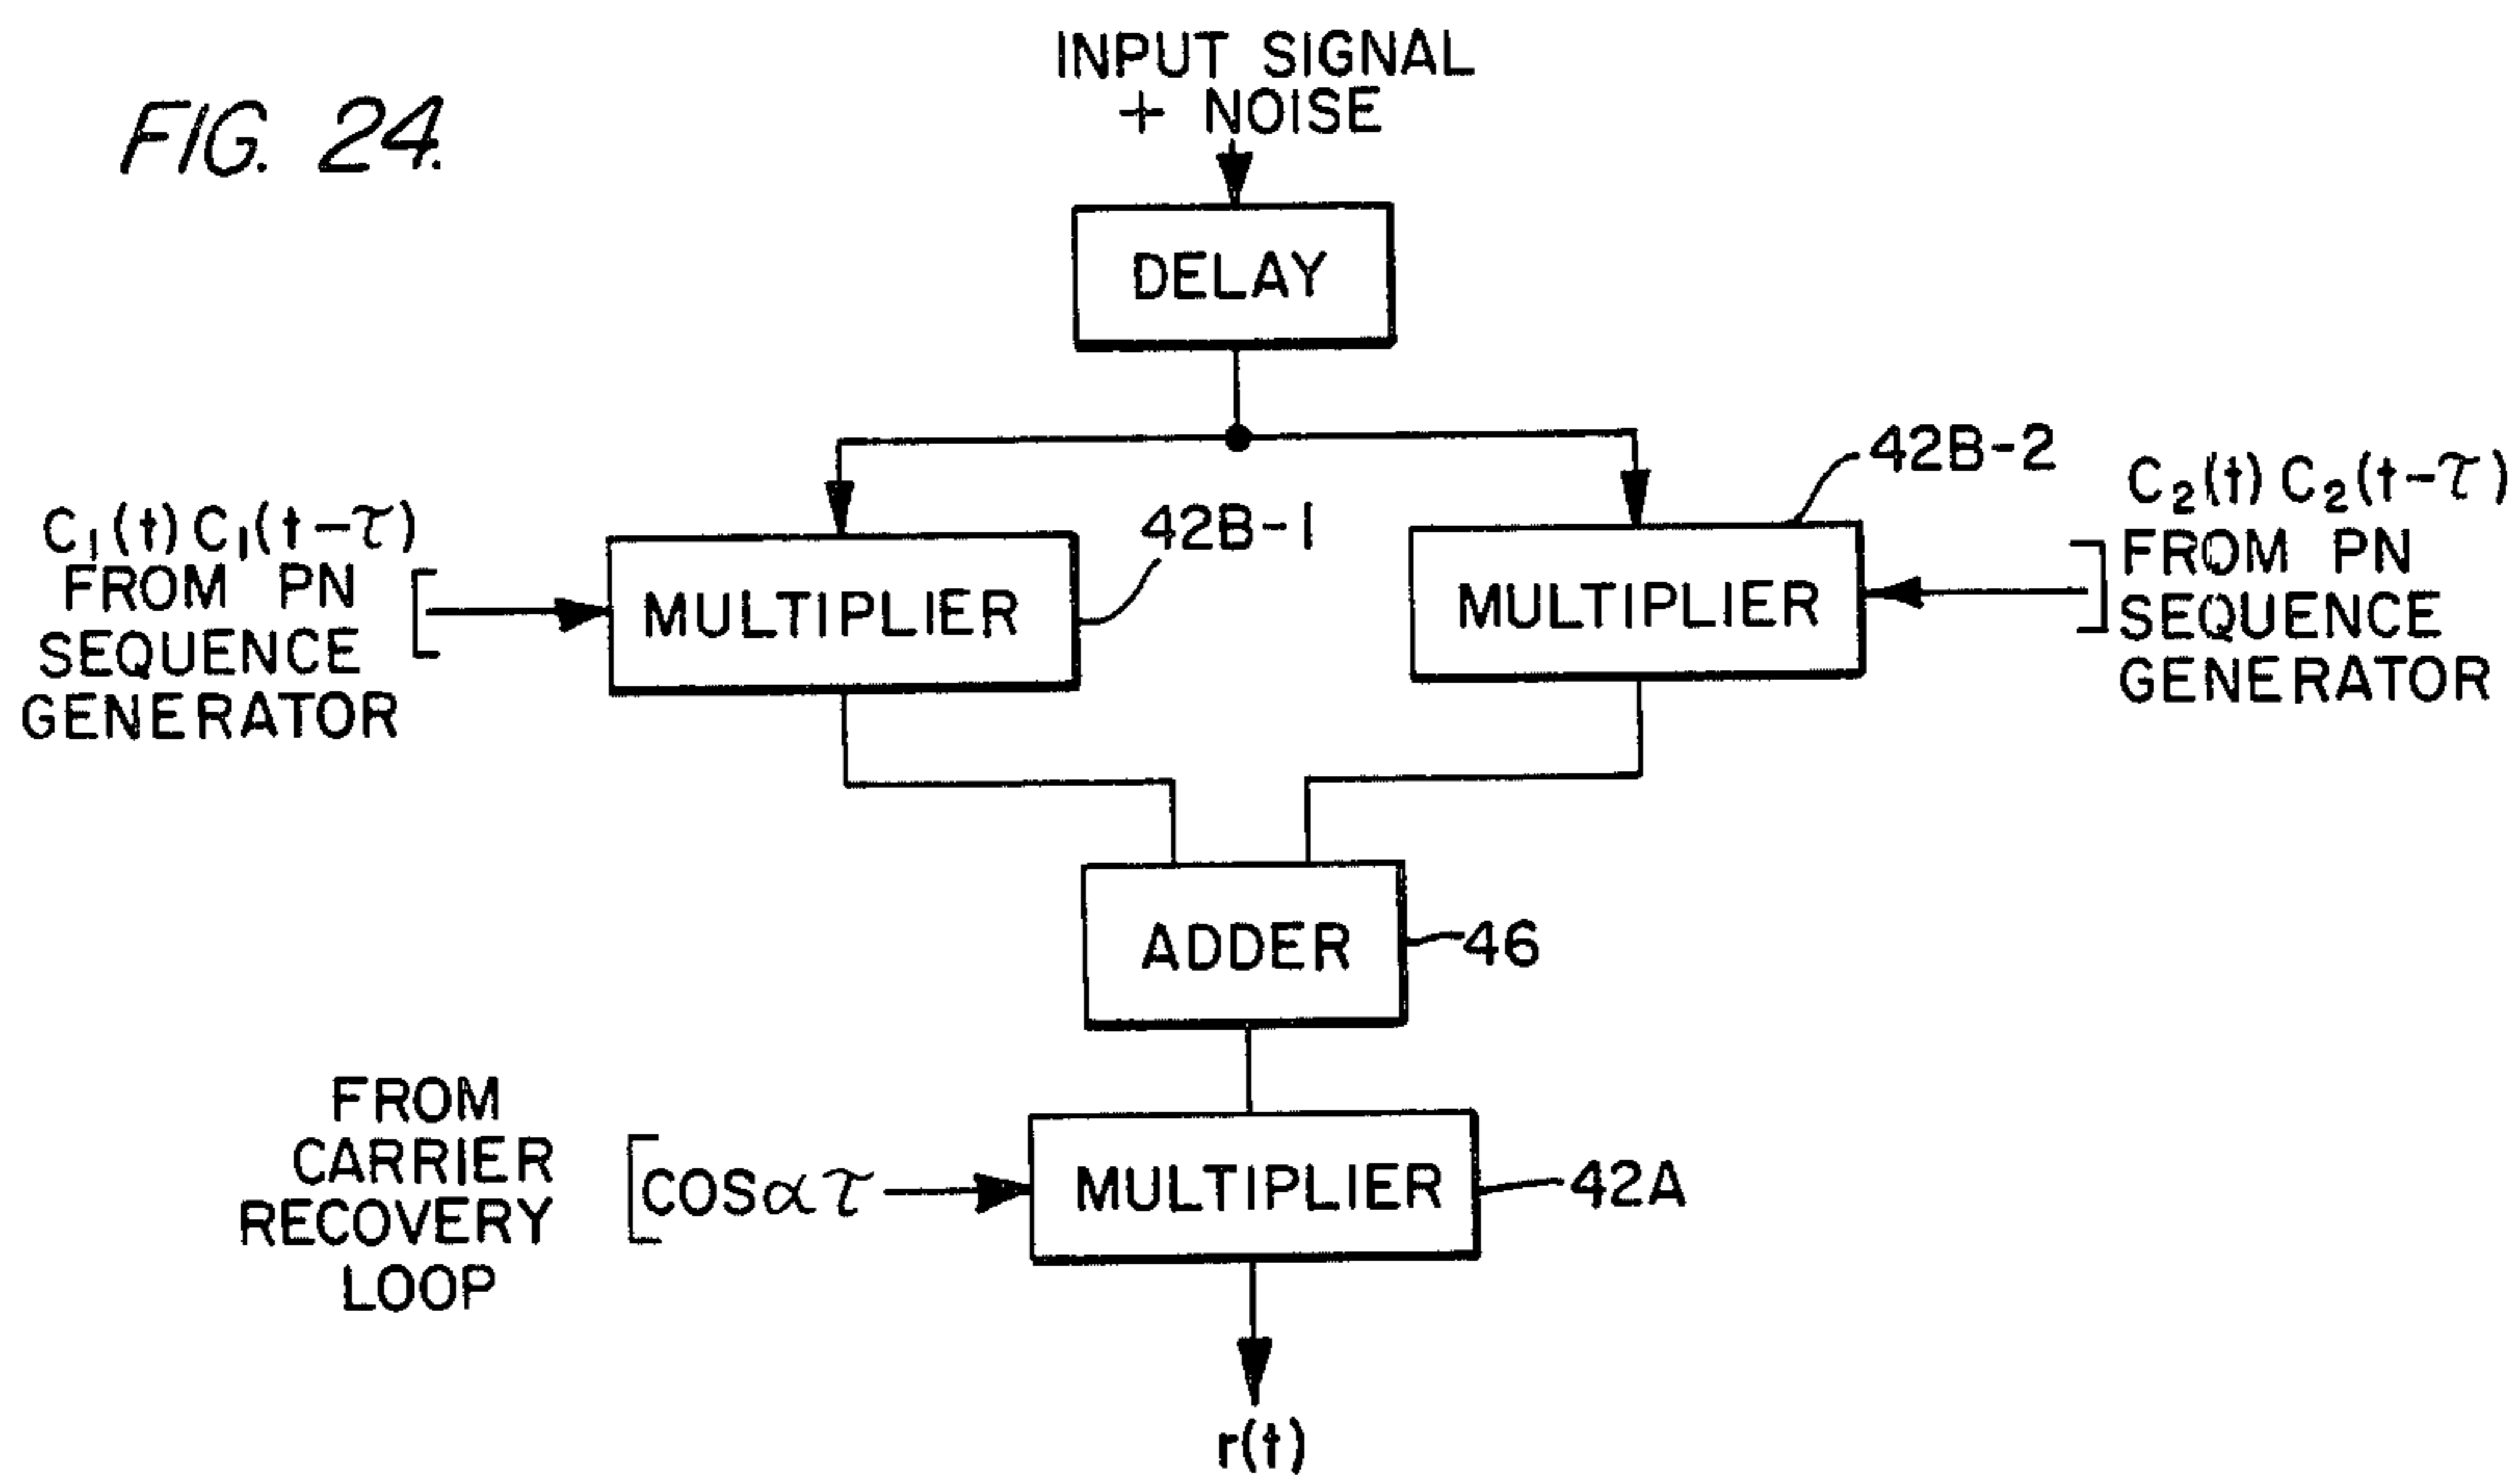 FIG. 24.
INPUT SIGNAL
+ NOISE
DELAY
42B-2
C₂(t) C₂(t-τ)
FROM PN
SEQUENCE
GENERATOR
C₁(t) C₁(t-τ)
FROM PN
SEQUENCE
GENERATOR
42B-1
MULTIPLIER
MULTIPLIER
ADDER
46
FROM
CARRIER
RECOVERY
LOOP
COSατ
MULTIPLIER
42A
r(t)